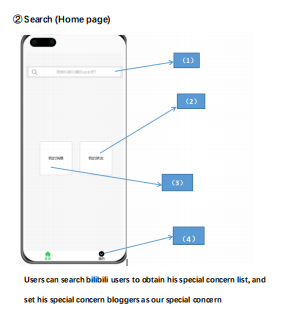 ② Search (Home page)
(1)
(2)
(3)
(4)
Users can search bilibili users to obtain his special concern list, and
set his special concern bloggers as our special concern